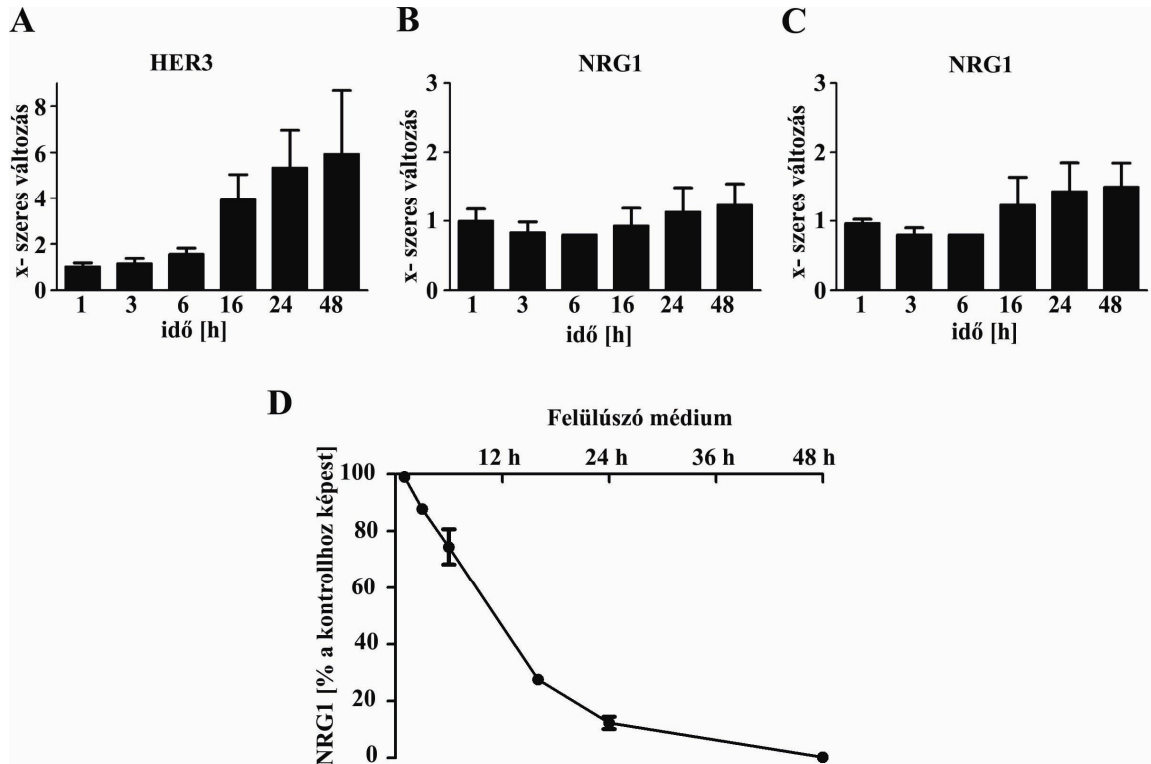 A
HER3
x- szeres változás
8
6
4
2
0
1 3 6 16 24 48
idő [h]
B
NRG1
x- szeres változás
3
2
1
0
1 3 6 16 24 48
idő [h]
C
NRG1
x- szeres változás
3
2
1
0
1 3 6 16 24 48
idő [h]
D
Felülúszó médium
12 h 24 h 36 h 48 h
NRG1 [% a kontrollhoz képest]
100
80
60
40
20
0